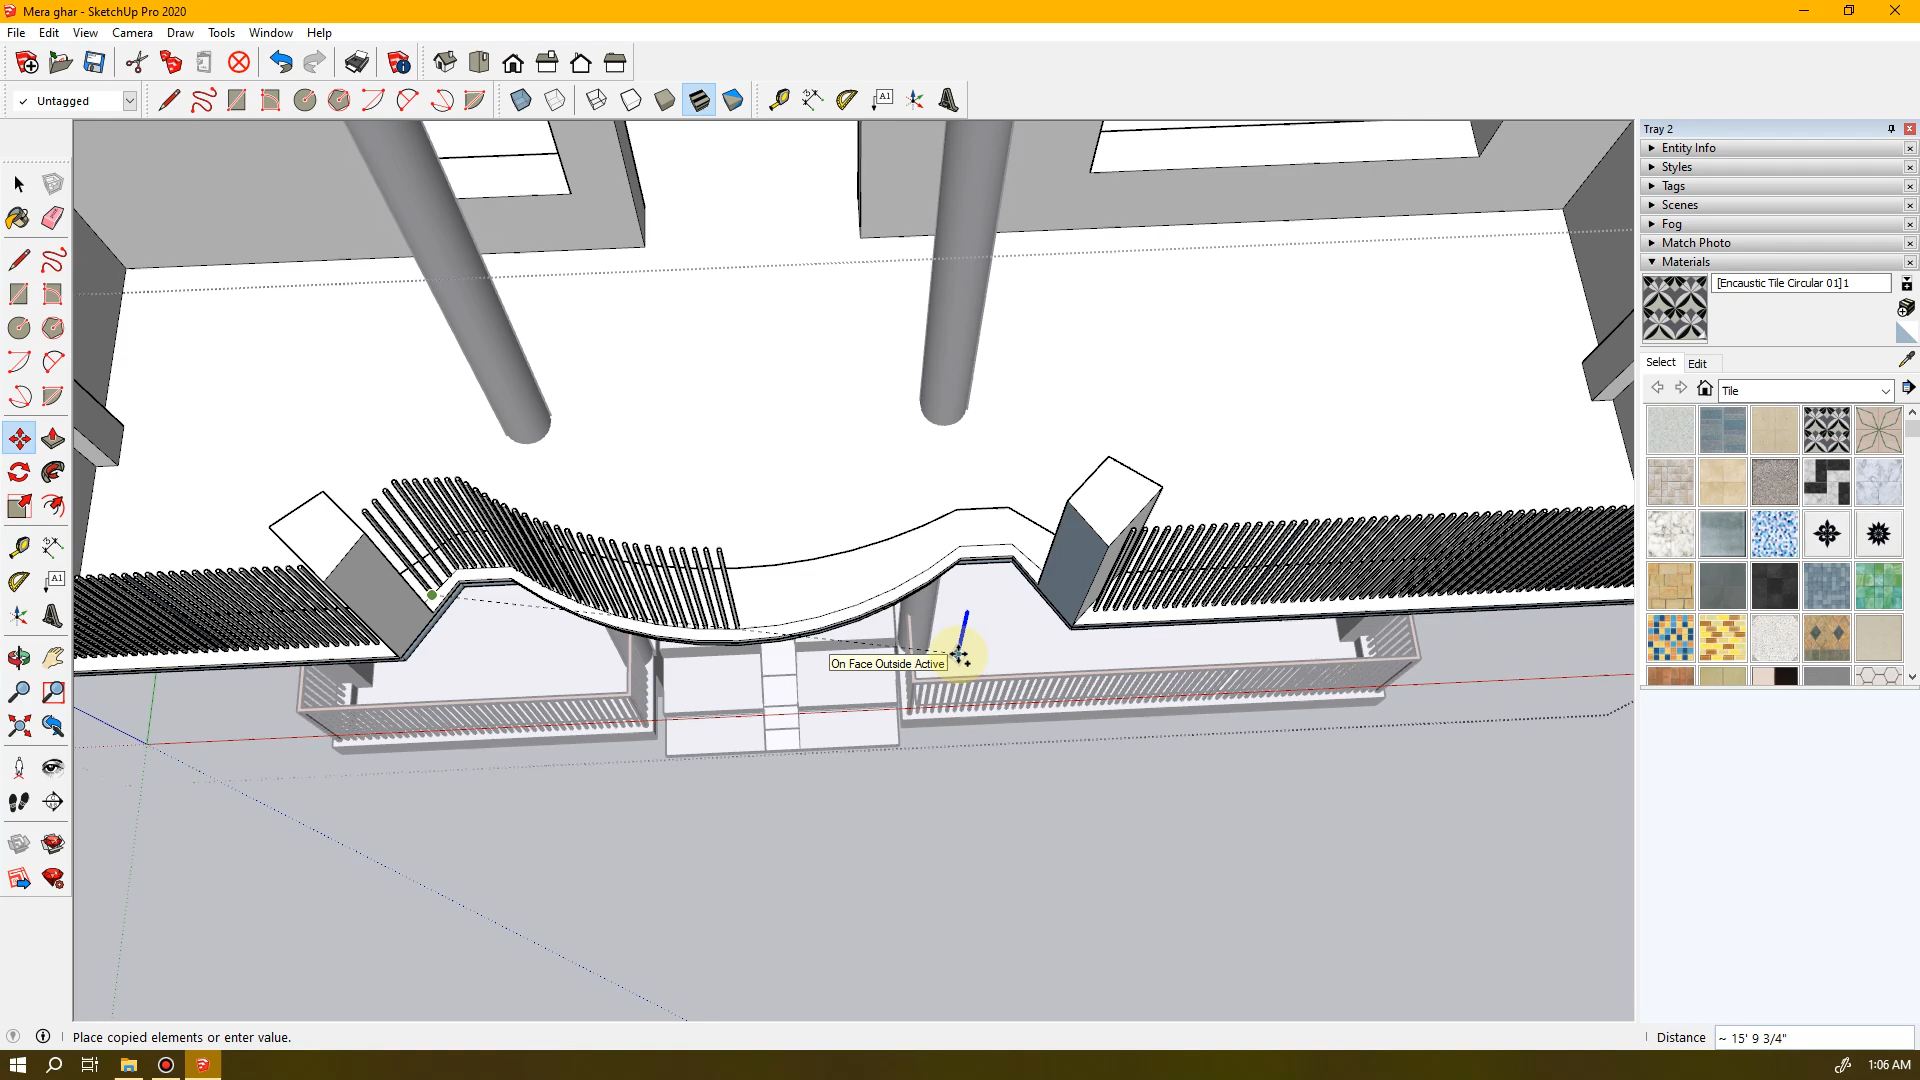 Mera ghar - SketchUp Pro 2020
File Edit View Camera Draw Tools Window Help
Untagged
A1
Tray 2
Entity Info
Styles
Tags
Scenes
Fog
Match Photo
Materials
[Encaustic Tile Circular 01]1
Select Edit
Tile
A1
On Face Outside Active
Place copied elements or enter value.
Distance ~ 15' 9 3/4"
1:06 AM